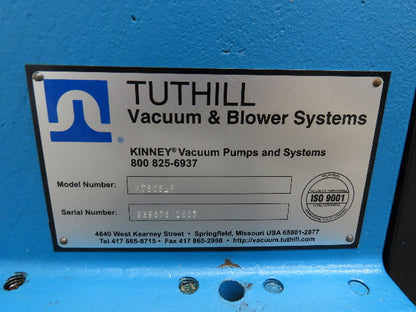 TUTHILL
Vacuum & Blower Systems
®
KINNEY® Vacuum Pumps and Systems
800 825-6937
Model Number:
ISO 9001
Serial Number:
4840 West Kearney Street • Springfield, Missouri USA 65801-2877
Tel 417 865-8715 • Fax 417 865-2958 • http://vacuum.tuthill.com